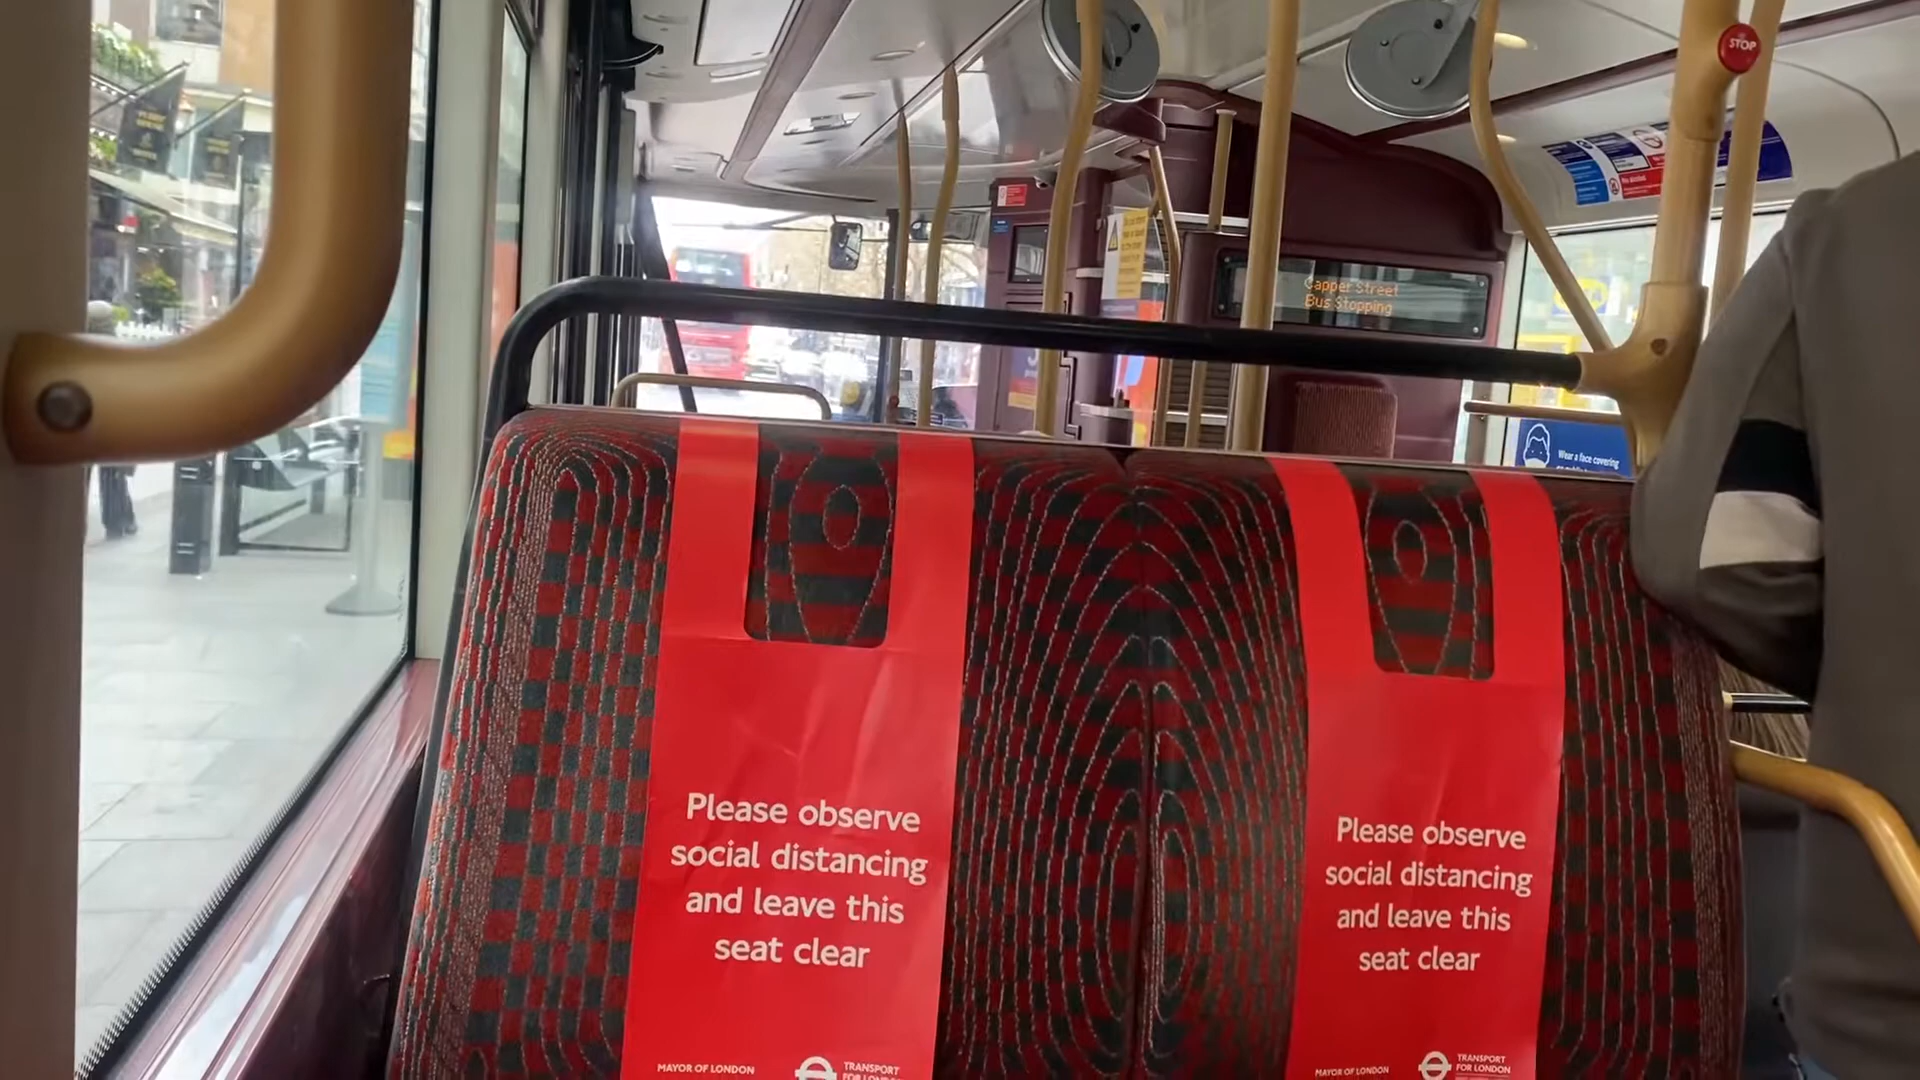 STOP
Capper Street
Bus Stopping
Wear a face covering
Please observe
social distancing
and leave this
seat clear
MAYOR OF LONDON
TRANSPORT
FOR LONDON
Please observe
social distancing
and leave this
seat clear
MAYOR OF LONDON
TRANSPORT
FOR LONDON